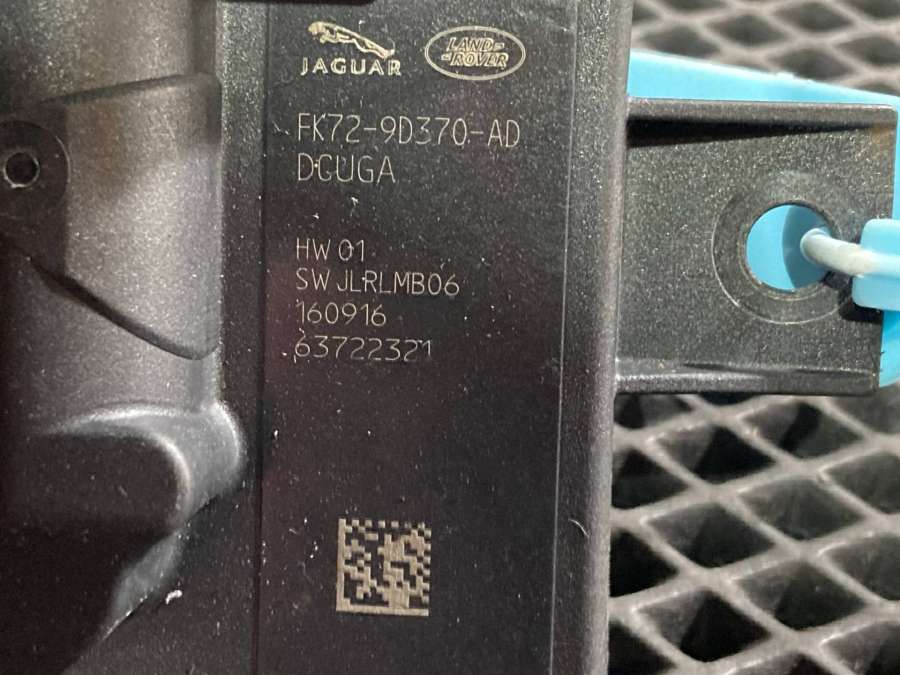 JAGUAR
LAND-
-ROVER
FK72-9D370-AD
DCUGA
HW 01
SW JLRLMB06
160916
63722321